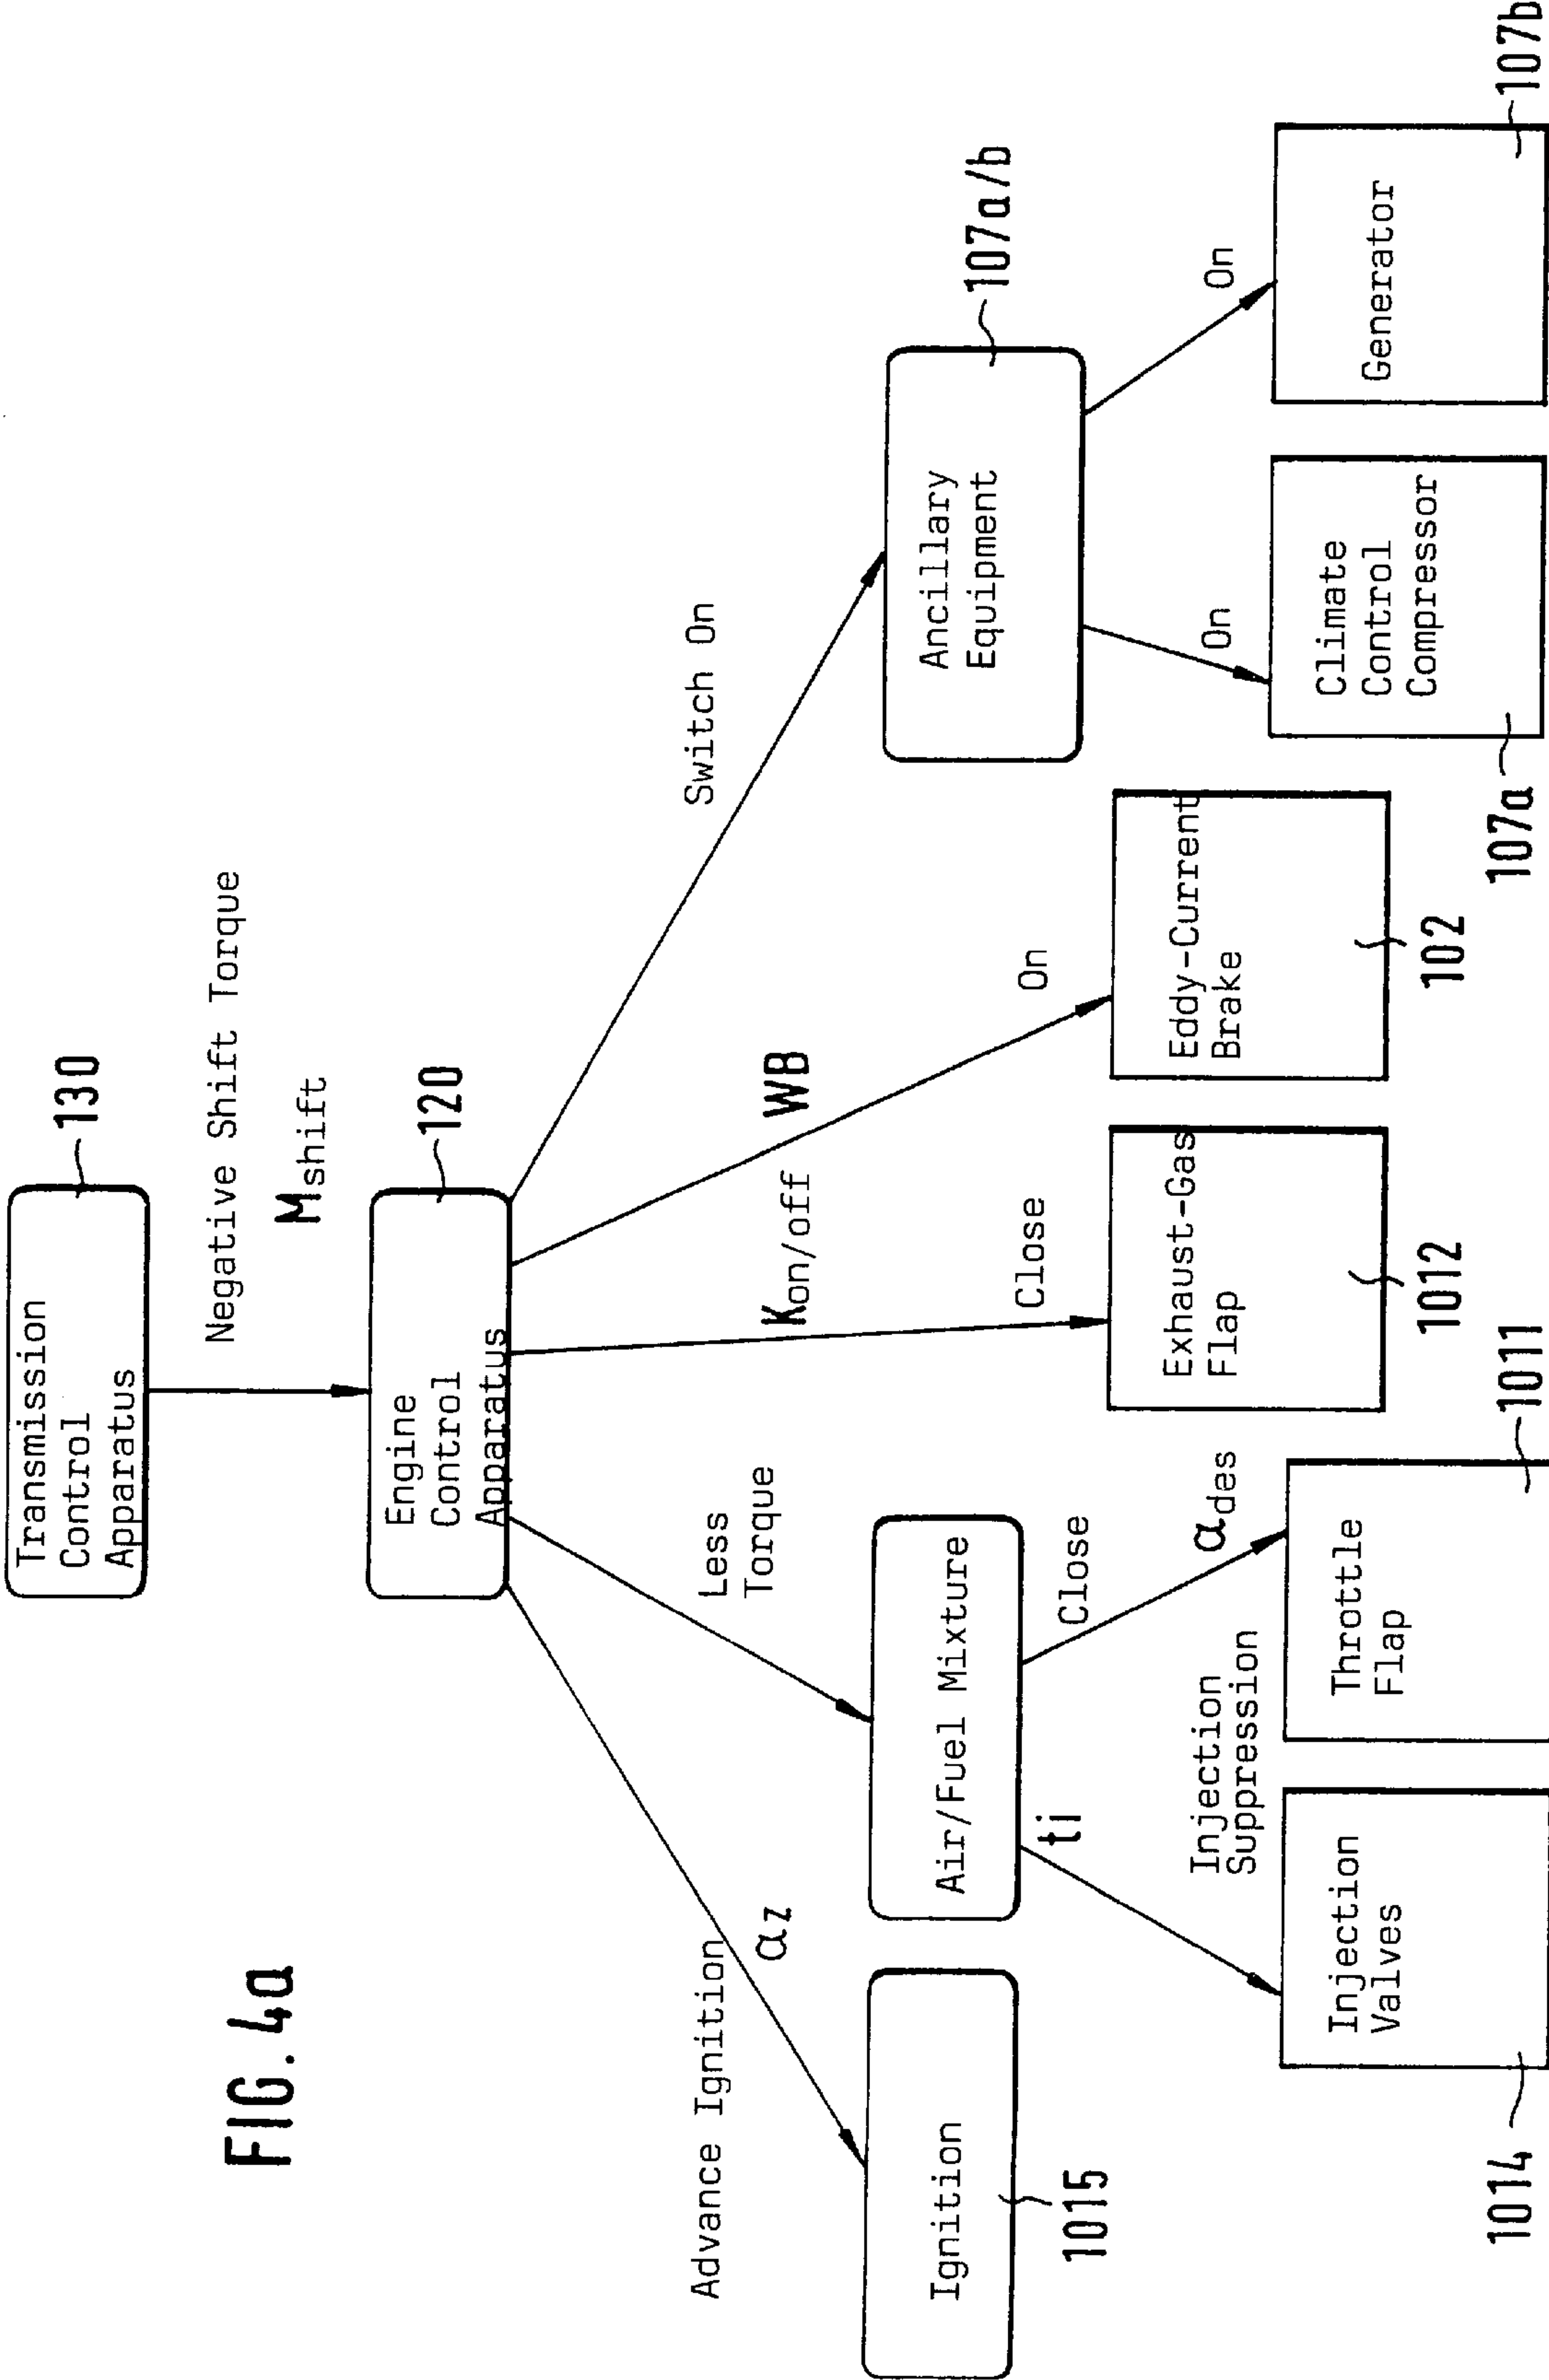 FIG. 4a
Transmission
Control
Apparatus
130
Negative Shift Torque
Mshift
Engine
Control
Apparatus
120
Advance Ignition
αz
Less
Torque
Kon/off
WB
Switch On
Close
On
Ignition
1015
Air/Fuel Mixture
Exhaust-Gas
Flap
1012
Eddy-Current
Brake
102
Ancillary
Equipment
107a/b
ti
Injection
Suppression
Close
αdes
On
On
Injection
Valves
1014
Throttle
Flap
1011
Climate
Control
Compressor
107a
Generator
107b